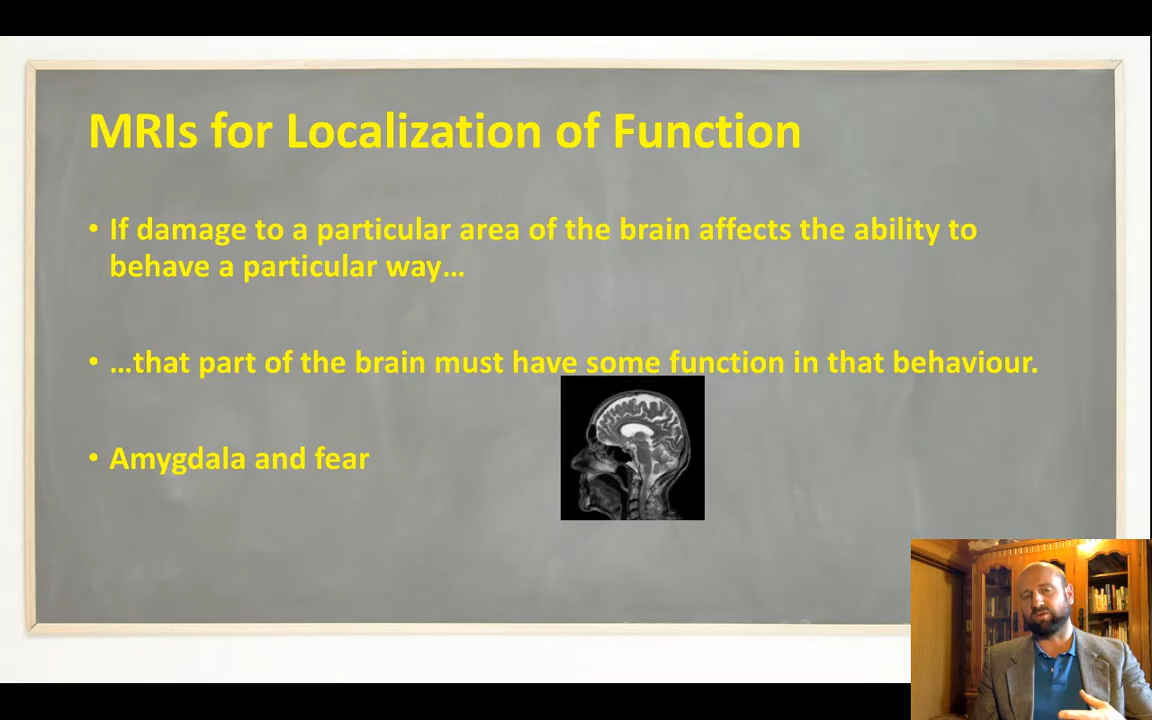 MRIs for Localization of Function
• If damage to a particular area of the brain affects the ability to
behave a particular way…
• …that part of the brain must have some function in that behaviour.
• Amygdala and fear